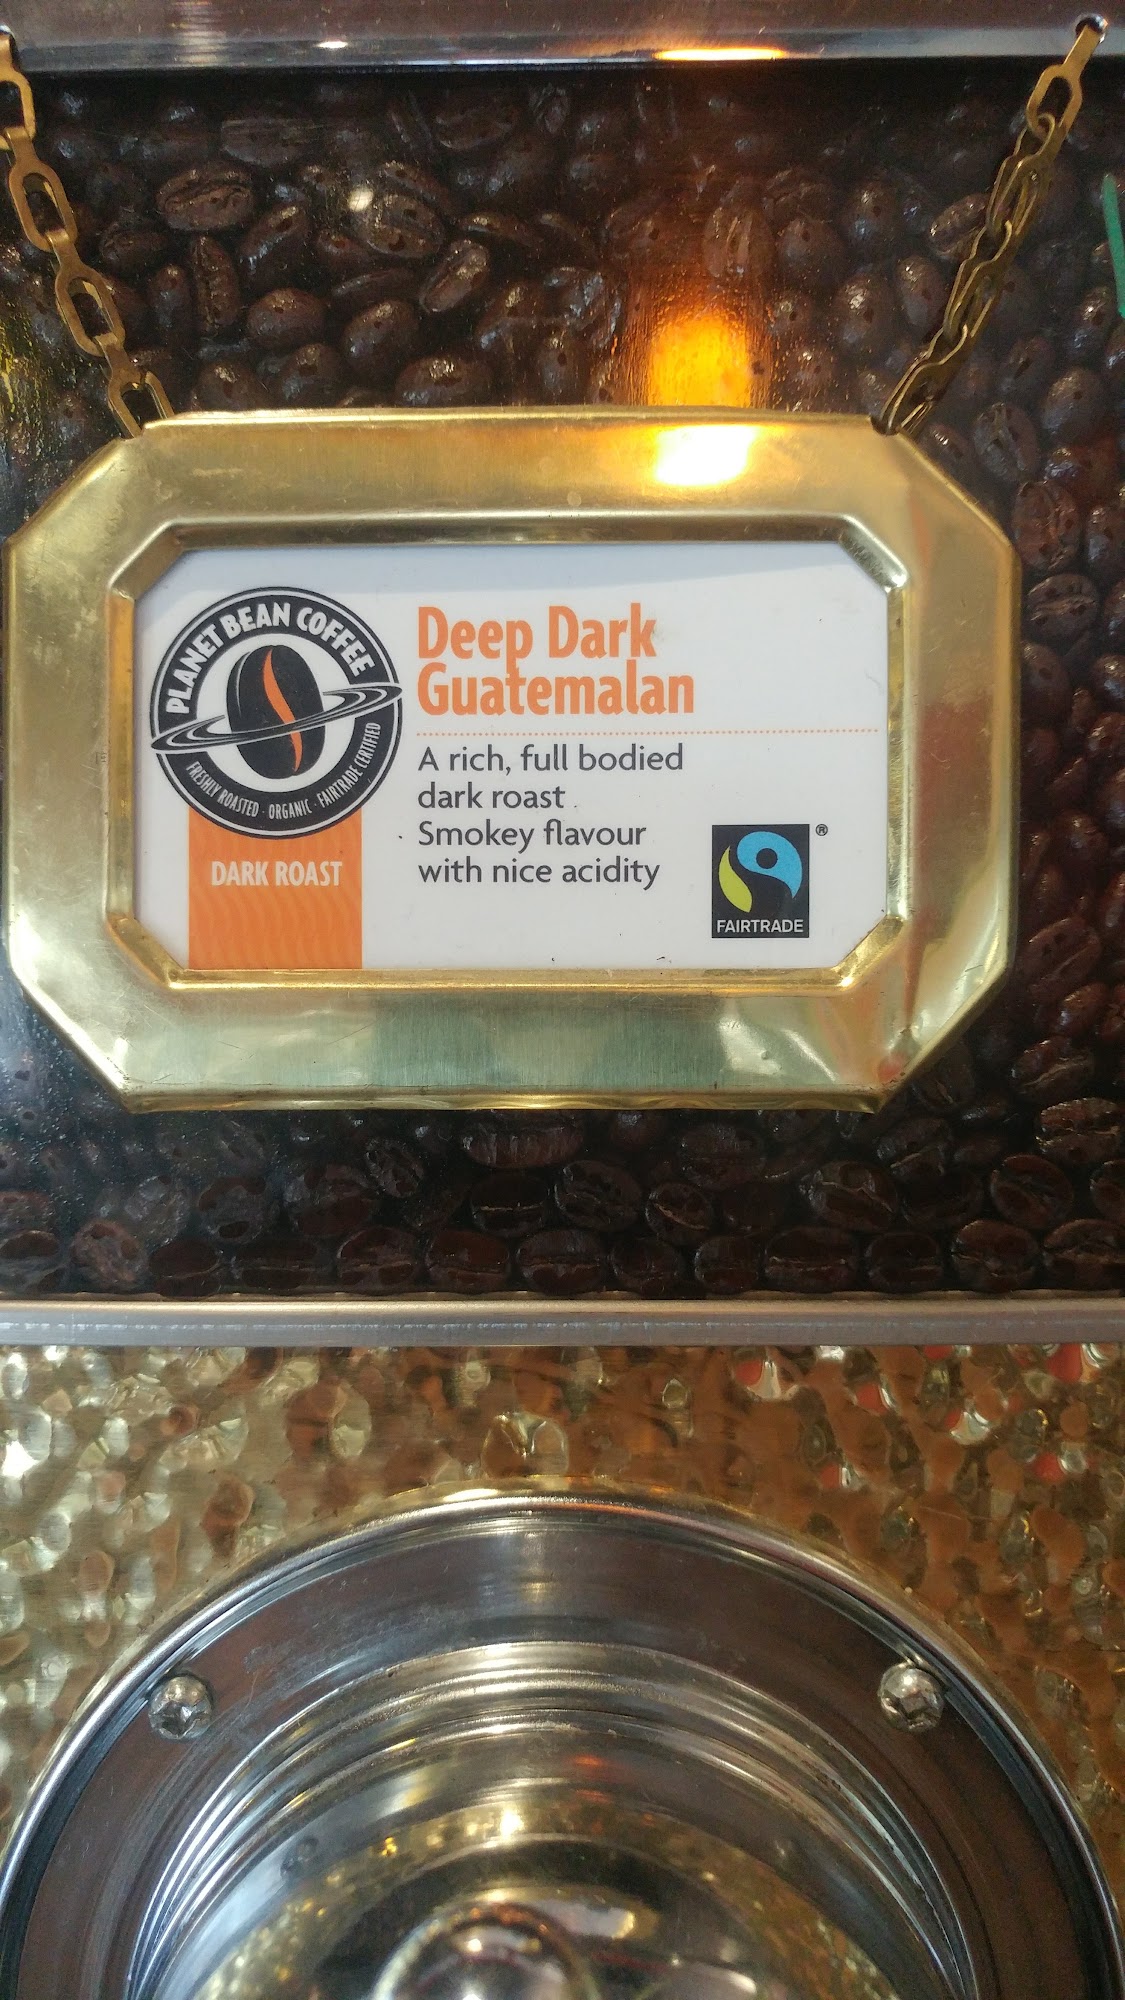 PLANET BEAN COFFEE
FRESHLY ROASTED · ORGANIC · FAIRTRADE CERTIFIED
DARK ROAST
Deep Dark
Guatemalan
A rich, full bodied
dark roast
Smokey flavour
with nice acidity
®
FAIRTRADE